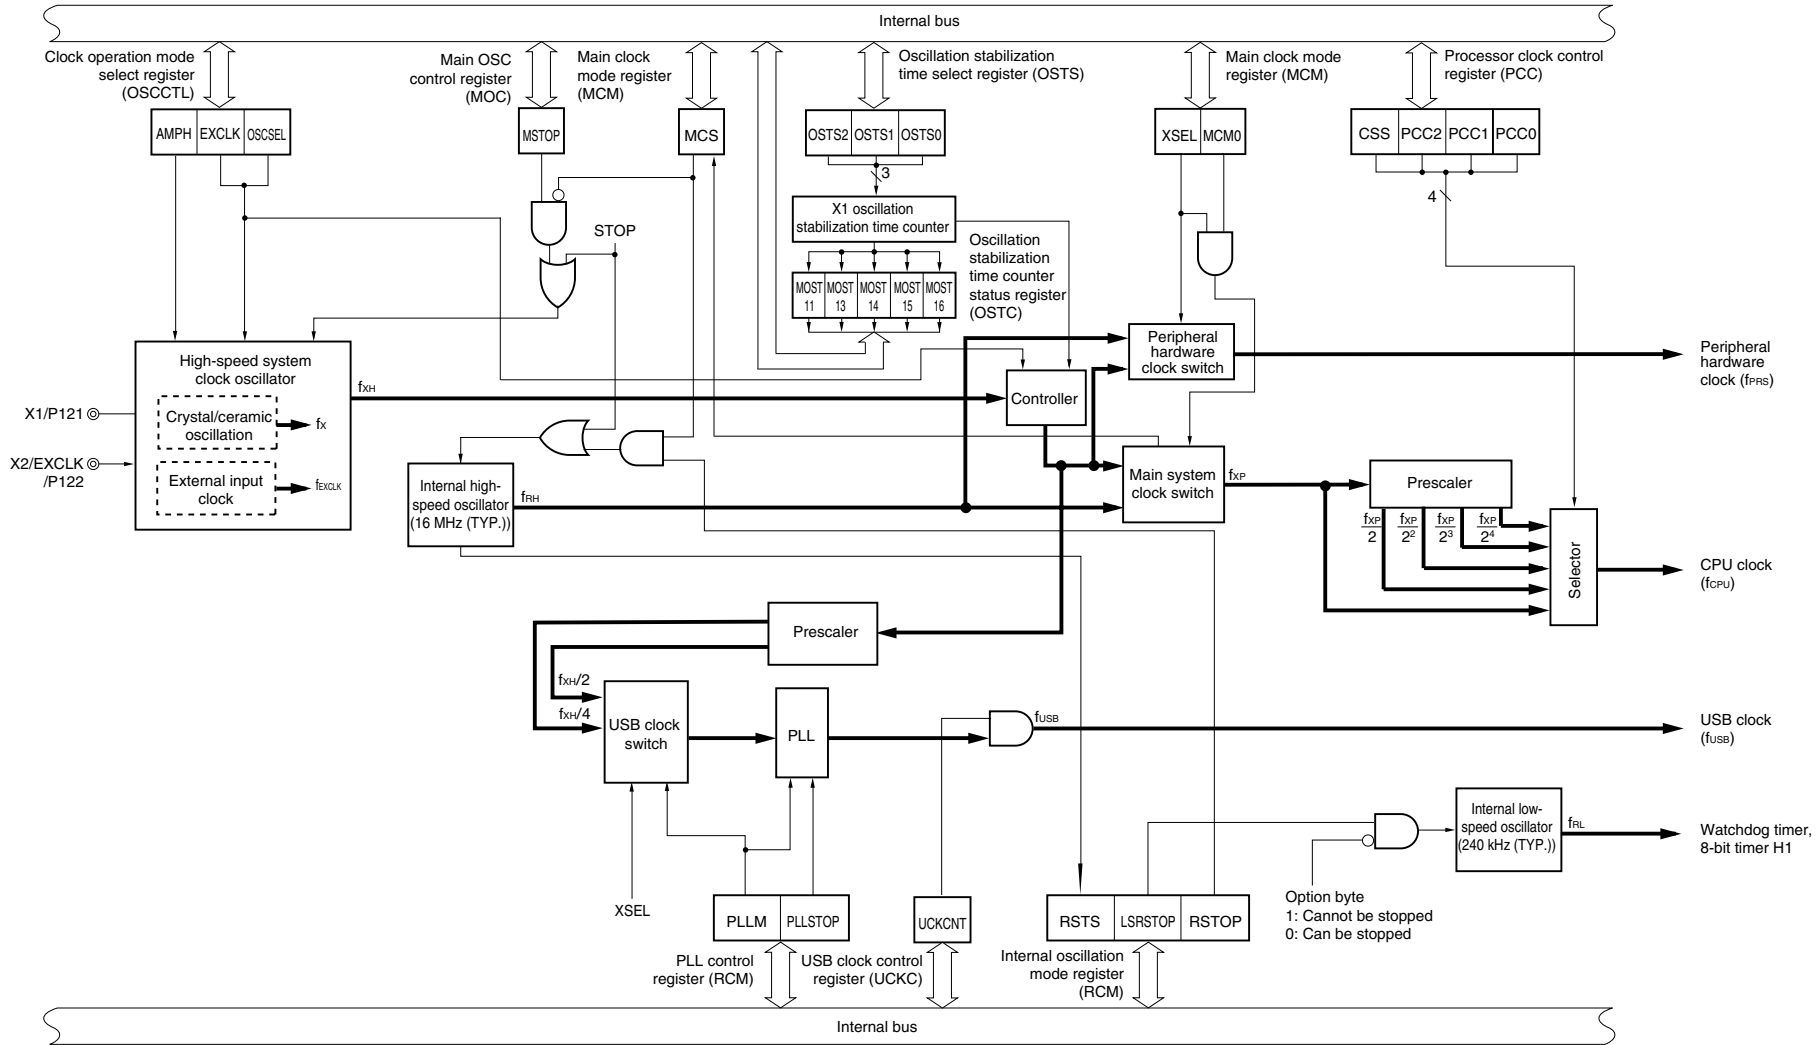 Internal bus
Clock operation mode
select register
(OSCCTL)
Main OSC
control register
(MOC)
Main clock
mode register
(MCM)
Oscillation stabilization
time select register (OSTS)
Main clock mode
register (MCM)
Processor clock control
register (PCC)
AMPH EXCLK OSCSEL
MSTOP
MCS
OSTS2 OSTS1 OSTS0
XSEL MCM0
CSS PCC2 PCC1 PCC0
3
4
X1 oscillation
stabilization time counter
STOP
Oscillation
stabilization
time counter
status register
(OSTC)
MOST 11
MOST 13
MOST 14
MOST 15
MOST 16
High-speed system
clock oscillator
Crystal/ceramic
oscillation
fX
External input
clock
fEXCLK
X1/P121
X2/EXCLK
/P122
fXH
Controller
Peripheral
hardware
clock switch
Peripheral
hardware
clock (fPRS)
Internal high-
speed oscillator
(16 MHz (TYP.))
fRH
Main system
clock switch
fXP
Prescaler
fXP/2
fXP/2²
fXP/2³
fXP/2⁴
Selector
CPU clock
(fCPU)
Prescaler
fXH/2
fXH/4
USB clock
switch
PLL
fUSB
USB clock
(fUSB)
XSEL
PLLM PLLSTOP
PLL control
register (RCM)
UCKCNT
USB clock control
register (UCKC)
RSTS LSRSTOP RSTOP
Internal oscillation
mode register
(RCM)
Option byte
1: Cannot be stopped
0: Can be stopped
Internal low-
speed oscillator
(240 kHz (TYP.))
fRL
Watchdog timer,
8-bit timer H1
Internal bus